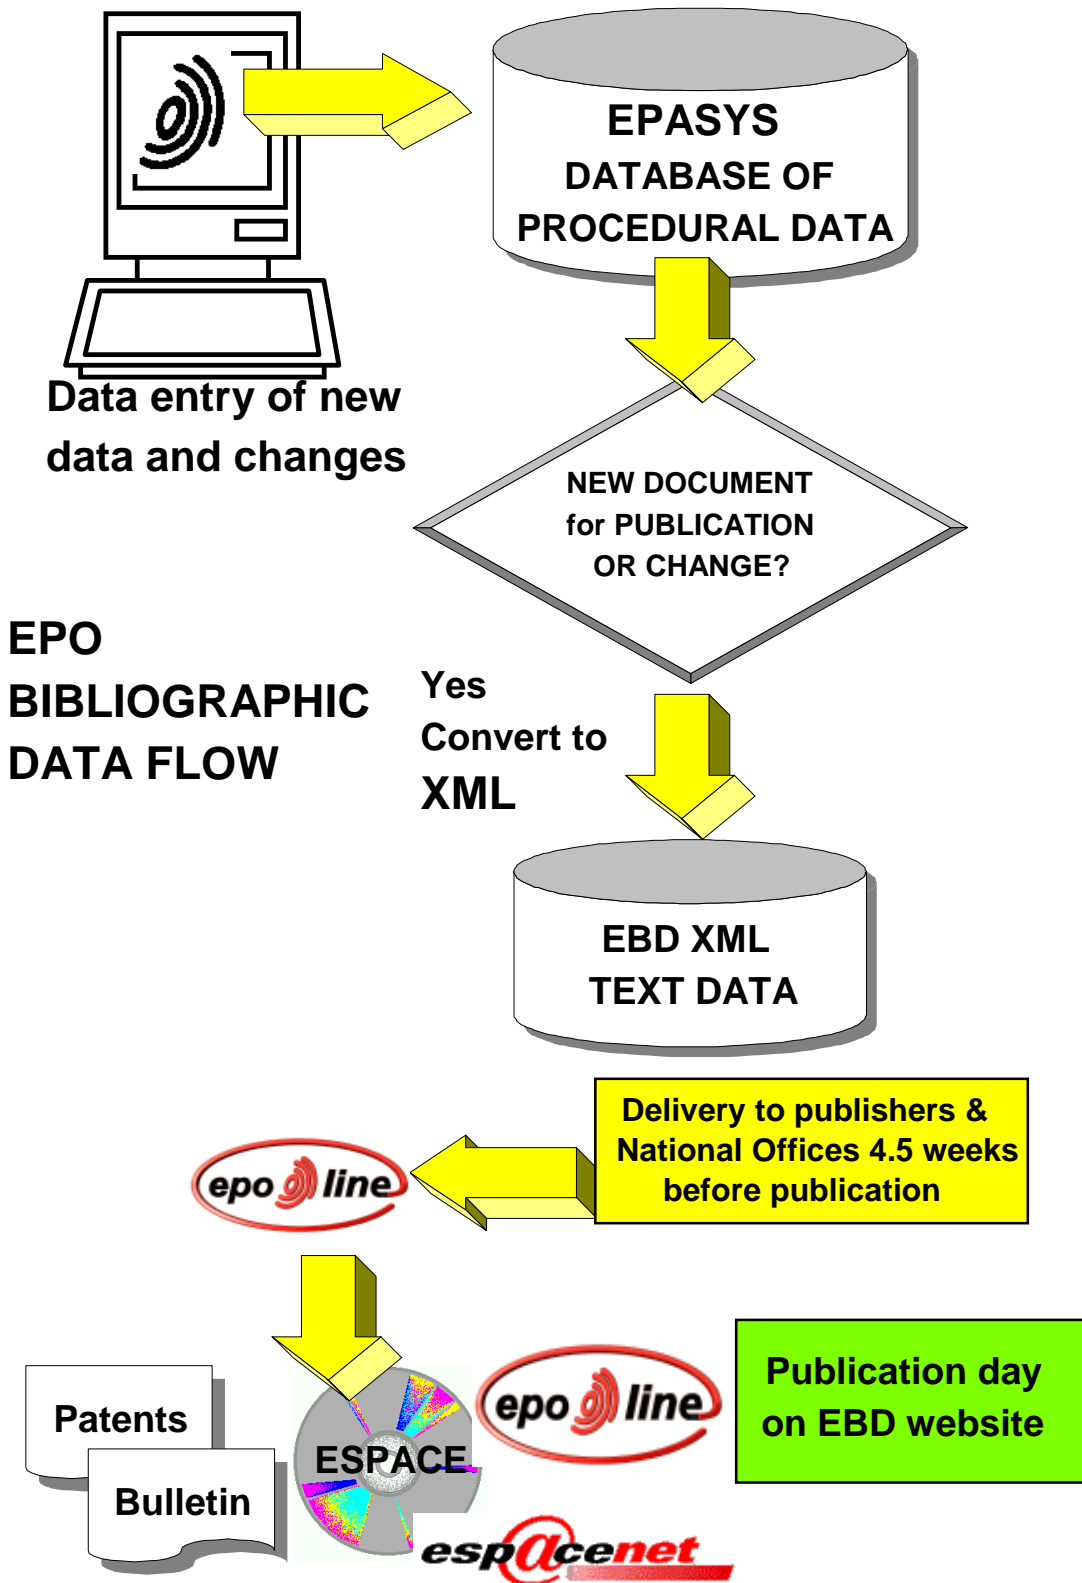 EPASYS
DATABASE OF
PROCEDURAL DATA
Data entry of new
data and changes
NEW DOCUMENT
for PUBLICATION
OR CHANGE?
EPO
BIBLIOGRAPHIC
DATA FLOW
Yes
Convert to
XML
EBD XML
TEXT DATA
Delivery to publishers &
National Offices 4.5 weeks
before publication
epo line
Patents
Bulletin
ESPACE
epo line
Publication day
on EBD website
esp@cenet